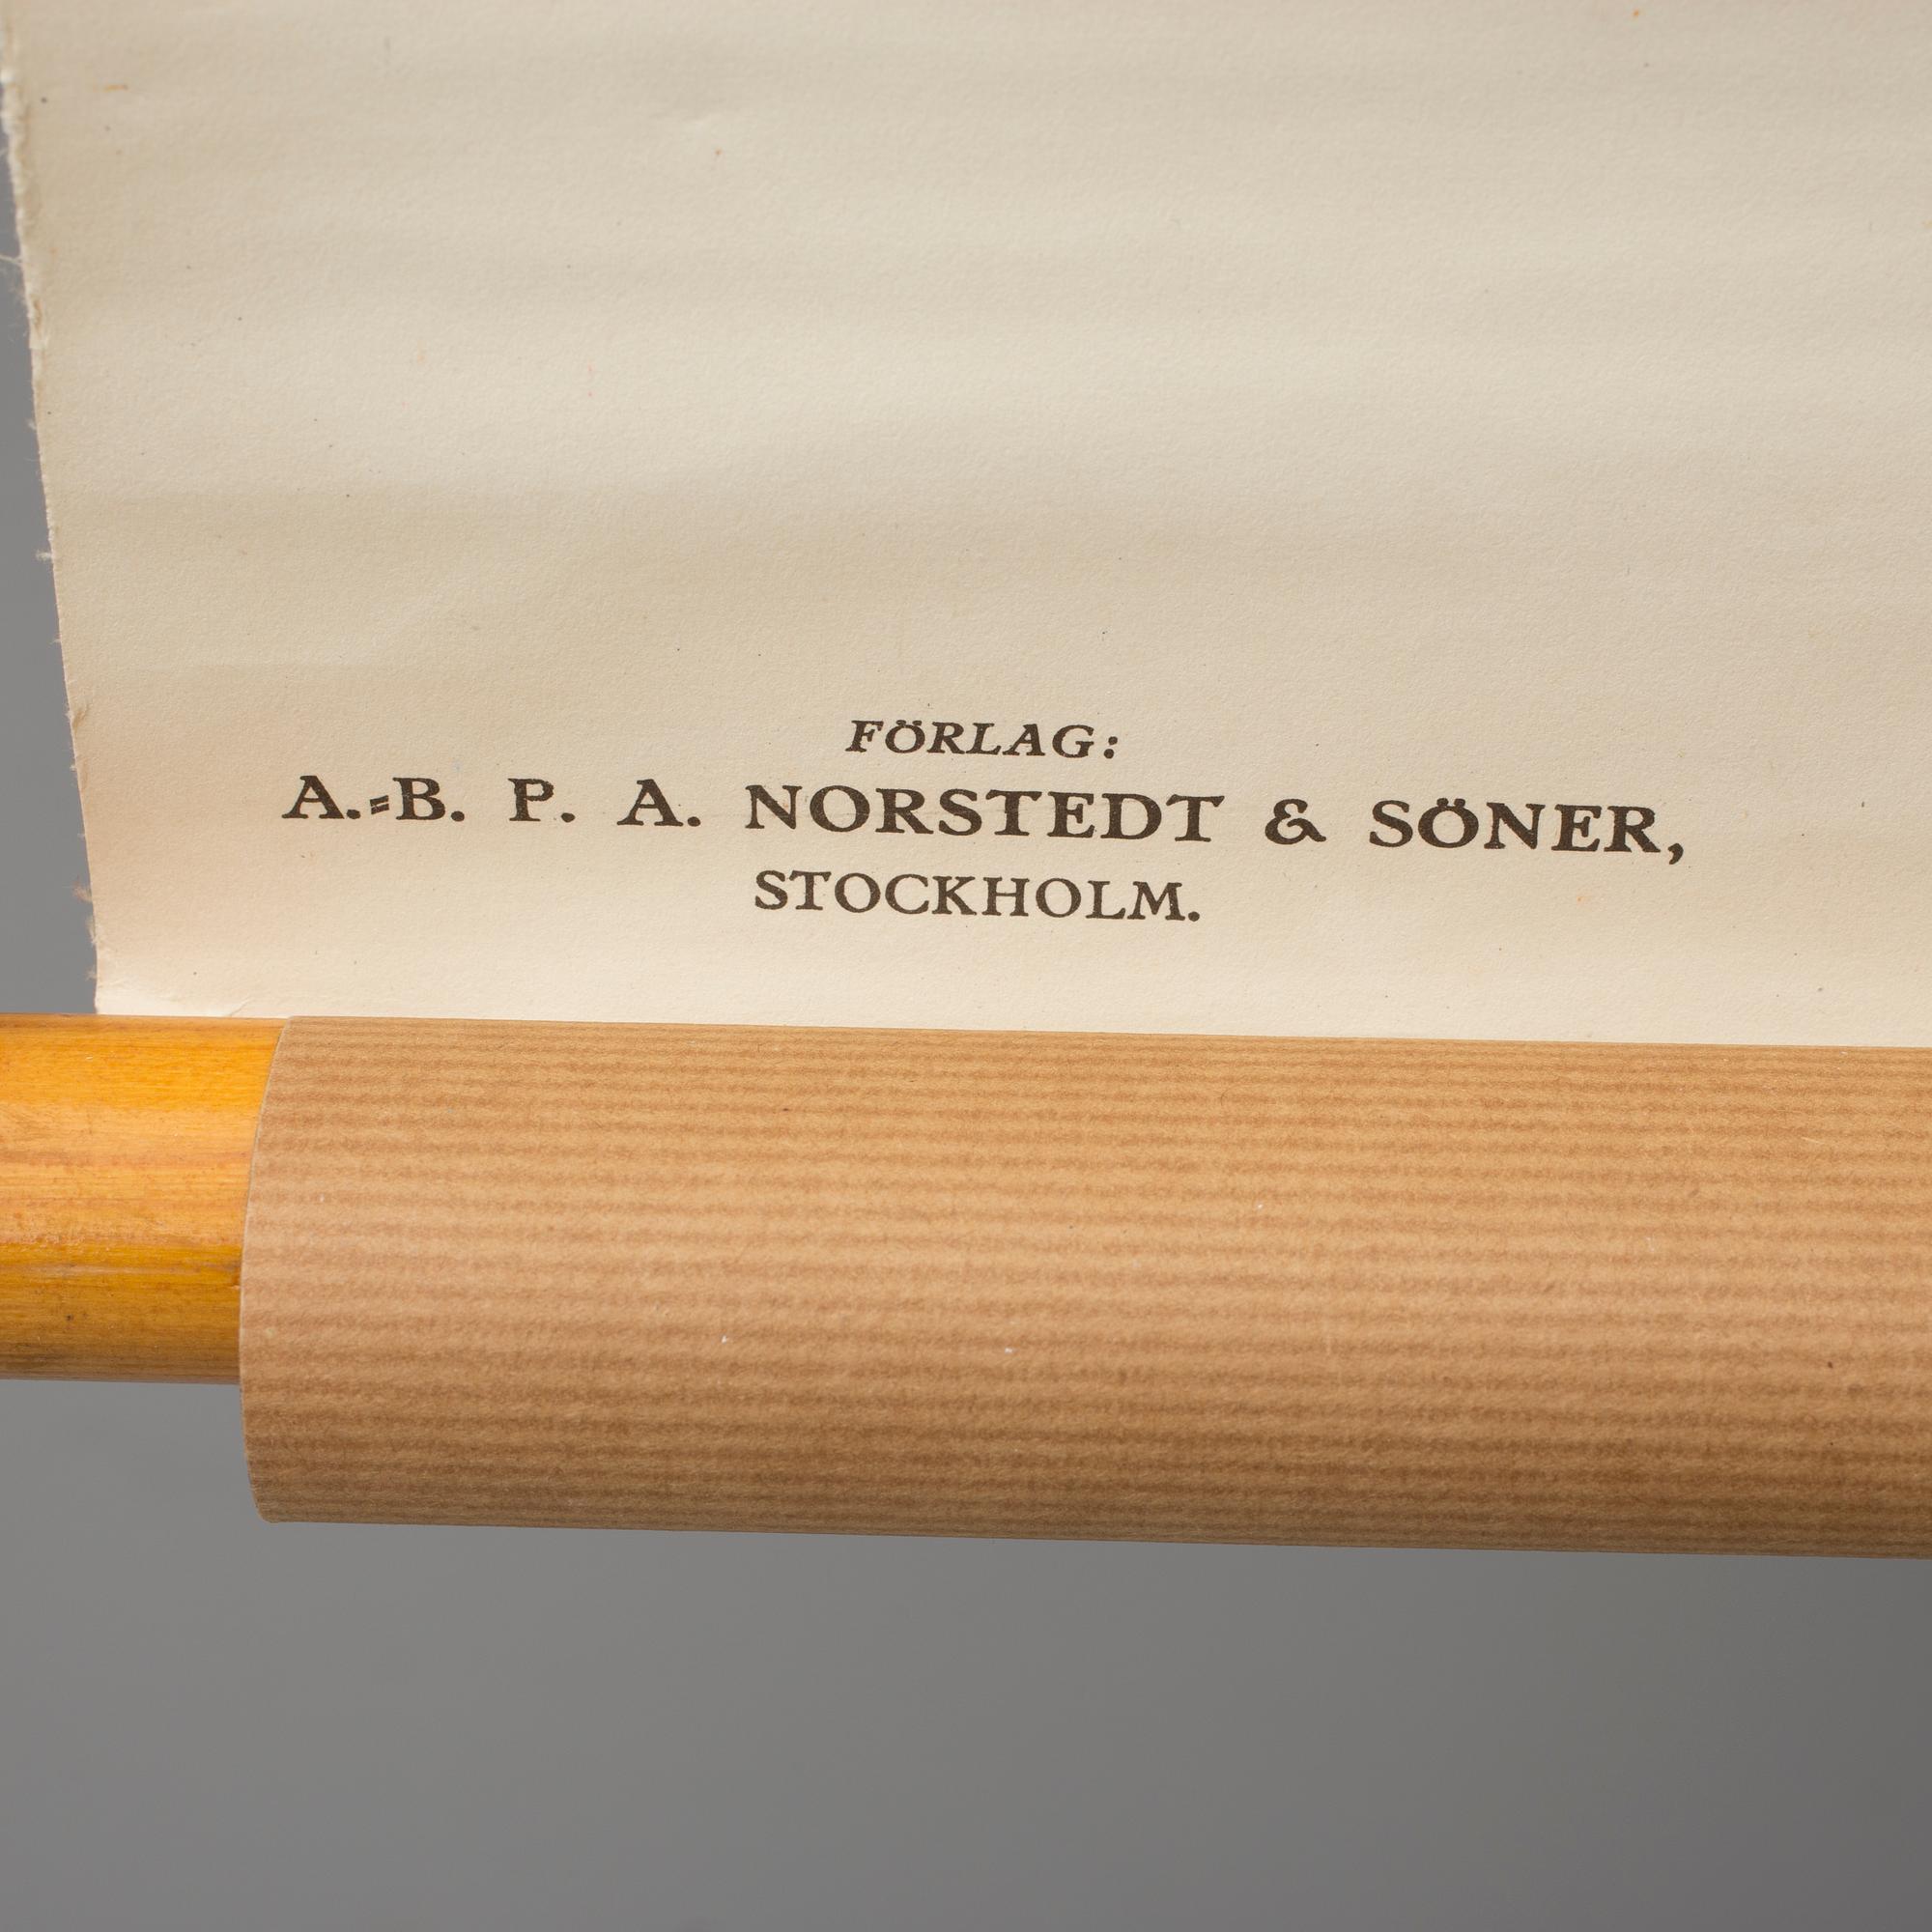 FÖRLAG:
A.-B. P. A. NORSTEDT & SÖNER,
STOCKHOLM.